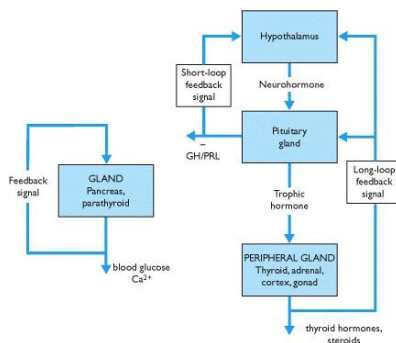 Hypothalamus
Short-loop
feedback
signal
Neurohormone
Pituitary
gland
–
GH/PRL
GLAND
Pancreas,
parathyroid
Feedback
signal
Long-loop
feedback
signal
Trophic
hormone
PERIPHERAL GLAND
Thyroid, adrenal,
cortex, gonad
blood glucose
Ca²⁺
thyroid hormones,
steroids